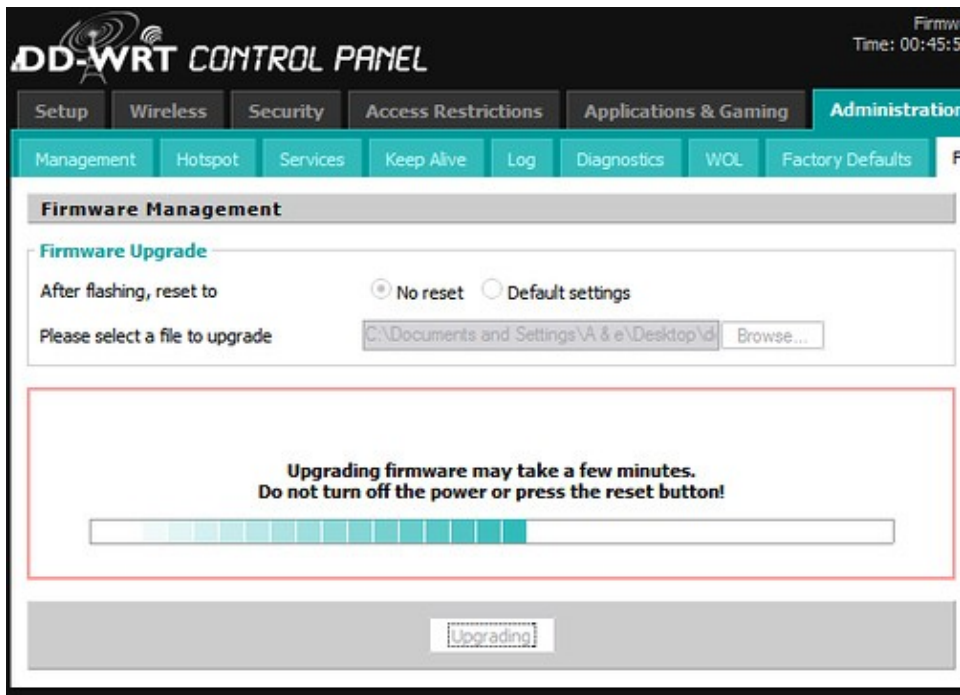 Firmw
DD-WRT CONTROL PANEL
Time: 00:45:5
Setup Wireless Security Access Restrictions Applications & Gaming Administration
Management Hotspot Services Keep Alive Log Diagnostics WOL Factory Defaults F
Firmware Management
Firmware Upgrade
After flashing, reset to No reset Default settings
Please select a file to upgrade C:\Documents and Settings\A & e\Desktop\d Browse...
Upgrading firmware may take a few minutes.
Do not turn off the power or press the reset button!
Upgrading